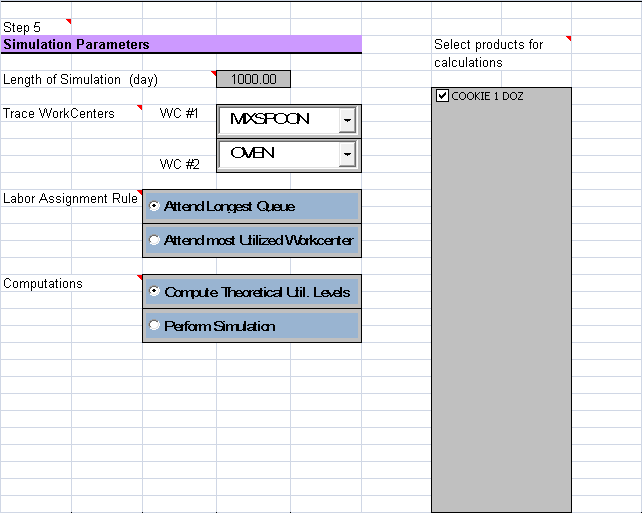 Step 5
Simulation Parameters
Select products for
calculations
Length of Simulation (day) 1000.00
COOKIE 1 DOZ
Trace WorkCenters WC #1 MIXSPOON
WC #2 OVEN
Labor Assignment Rule Attend Longest Queue
Attend most Utilized Workcenter
Computations Compute Theoretical Util. Levels
Perform Simulation